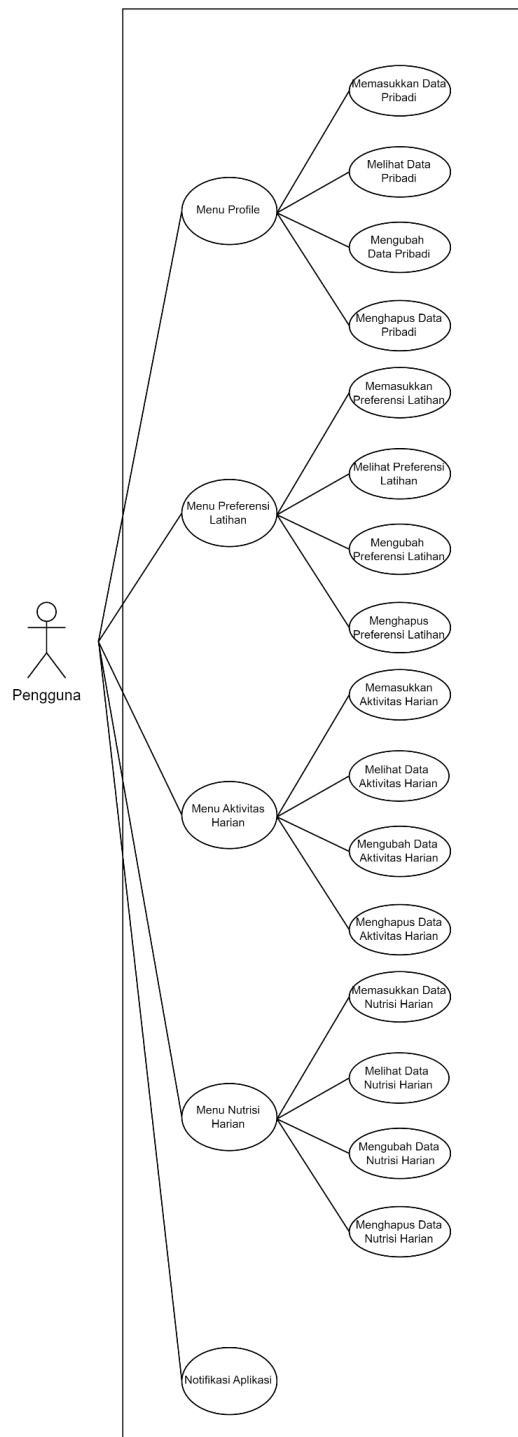 Memasukkan Data
Pribadi
Melihat Data
Pribadi
Menu Profile
Mengubah
Data Pribadi
Menghapus Data
Pribadi
Memasukkan
Preferensi Latihan
Melihat Preferensi
Latihan
Menu Preferensi
Latihan
Mengubah
Preferensi Latihan
Menghapus
Preferensi Latihan
Pengguna
Memasukkan
Aktivitas Harian
Melihat Data
Aktivitas Harian
Menu Aktivitas
Harian
Mengubah Data
Aktivitas Harian
Menghapus Data
Aktivitas Harian
Memasukkan Data
Nutrisi Harian
Melihat Data
Nutrisi Harian
Menu Nutrisi
Harian
Mengubah Data
Nutrisi Harian
Menghapus Data
Nutrisi Harian
Notifikasi Aplikasi